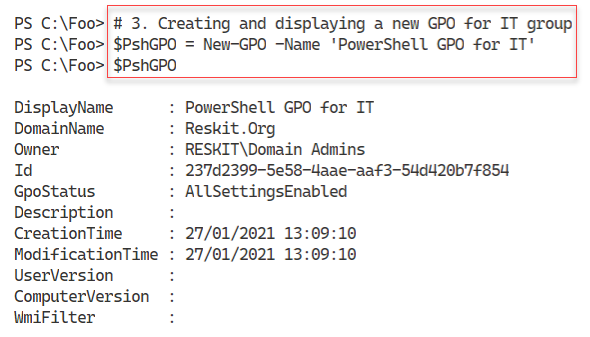 PS C:\Foo> # 3. Creating and displaying a new GPO for IT group
PS C:\Foo> $PshGPO = New-GPO -Name 'PowerShell GPO for IT'
PS C:\Foo> $PshGPO
DisplayName : PowerShell GPO for IT
DomainName : Reskit.Org
Owner : RESKIT\Domain Admins
Id : 237d2399-5e58-4aae-aaf3-54d420b7f854
GpoStatus : AllSettingsEnabled
Description :
CreationTime : 27/01/2021 13:09:10
ModificationTime : 27/01/2021 13:09:10
UserVersion :
ComputerVersion :
WmiFilter :